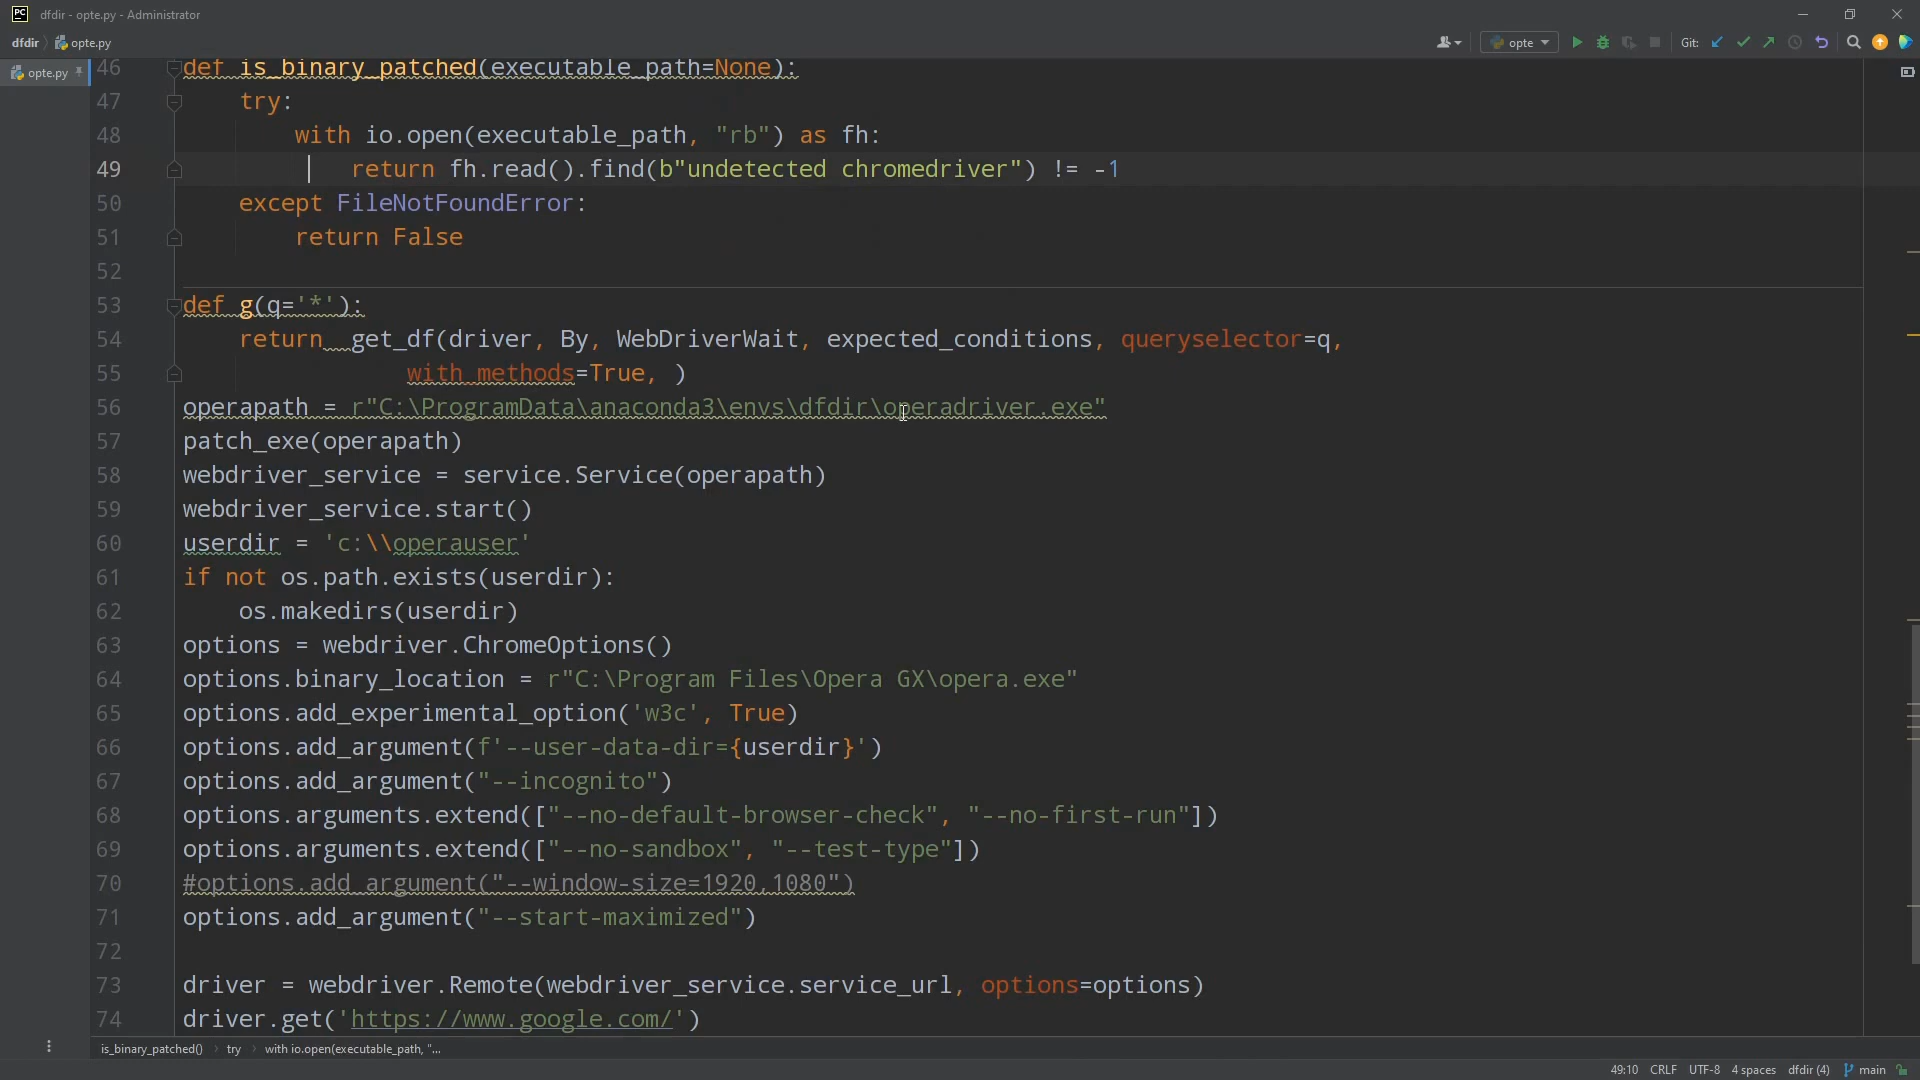 PC dfdir - opte.py - Administrator
dfdir opte.py
opte
Git:
opte.py
46 def is_binary_patched(executable_path=None):
47 try:
48 with io.open(executable_path, "rb") as fh:
49 return fh.read().find(b"undetected chromedriver") != -1
50 except FileNotFoundError:
51 return False
52
53 def g(q='*'):
54 return  get_df(driver, By, WebDriverWait, expected_conditions, queryselector=q,
55 with_methods=True, )
56 operapath = r"C:\ProgramData\anaconda3\envs\dfdir\operadriver.exe"
57 patch_exe(operapath)
58 webdriver_service = service.Service(operapath)
59 webdriver_service.start()
60 userdir = 'c:\\operauser'
61 if not os.path.exists(userdir):
62 os.makedirs(userdir)
63 options = webdriver.ChromeOptions()
64 options.binary_location = r"C:\Program Files\Opera GX\opera.exe"
65 options.add_experimental_option('w3c', True)
66 options.add_argument(f'--user-data-dir={userdir}')
67 options.add_argument("--incognito")
68 options.arguments.extend(["--no-default-browser-check", "--no-first-run"])
69 options.arguments.extend(["--no-sandbox", "--test-type"])
70 #options.add_argument("--window-size=1920,1080")
71 options.add_argument("--start-maximized")
72
73 driver = webdriver.Remote(webdriver_service.service_url, options=options)
74 driver.get('https://www.google.com/')
is_binary_patched() try with io.open(executable_path, "...
49:10 CRLF UTF-8 4 spaces dfdir (4) main